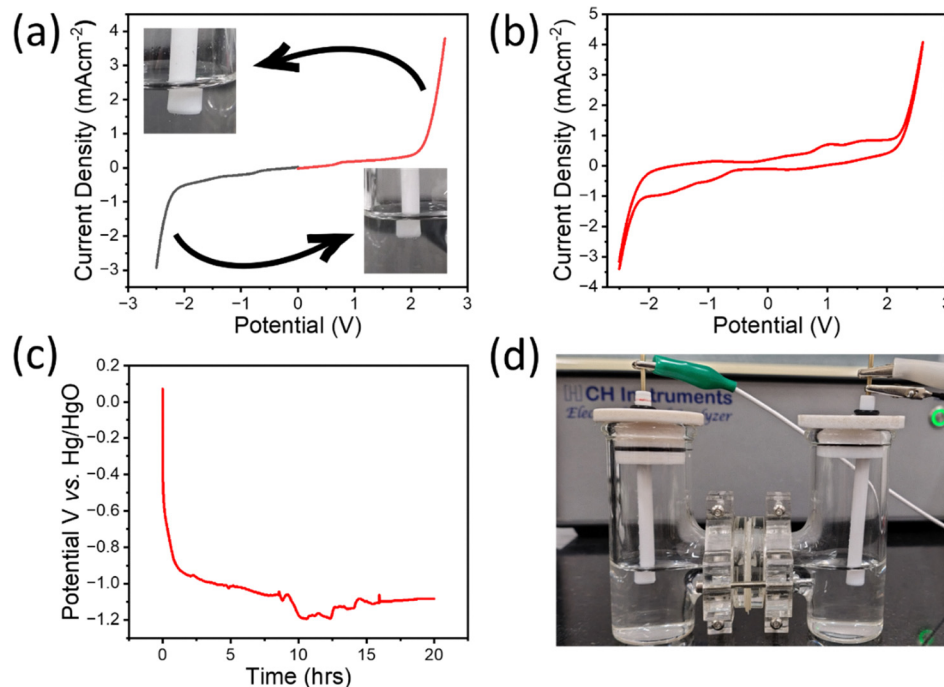 (a)
Current Density (mAcm⁻²)
4
3
2
1
0
−1
−2
−3
−3 −2 −1 0 1 2 3
Potential (V)
(b)
Current Density (mAcm⁻²)
5
4
3
2
1
0
−1
−2
−3
−4
−2 −1 0 1 2 3
Potential (V)
(c)
Potential V vs. Hg/HgO
0.2
0.0
−0.2
−0.4
−0.6
−0.8
−1.0
−1.2
0 5 10 15 20
Time (hrs)
(d)
CH Instruments